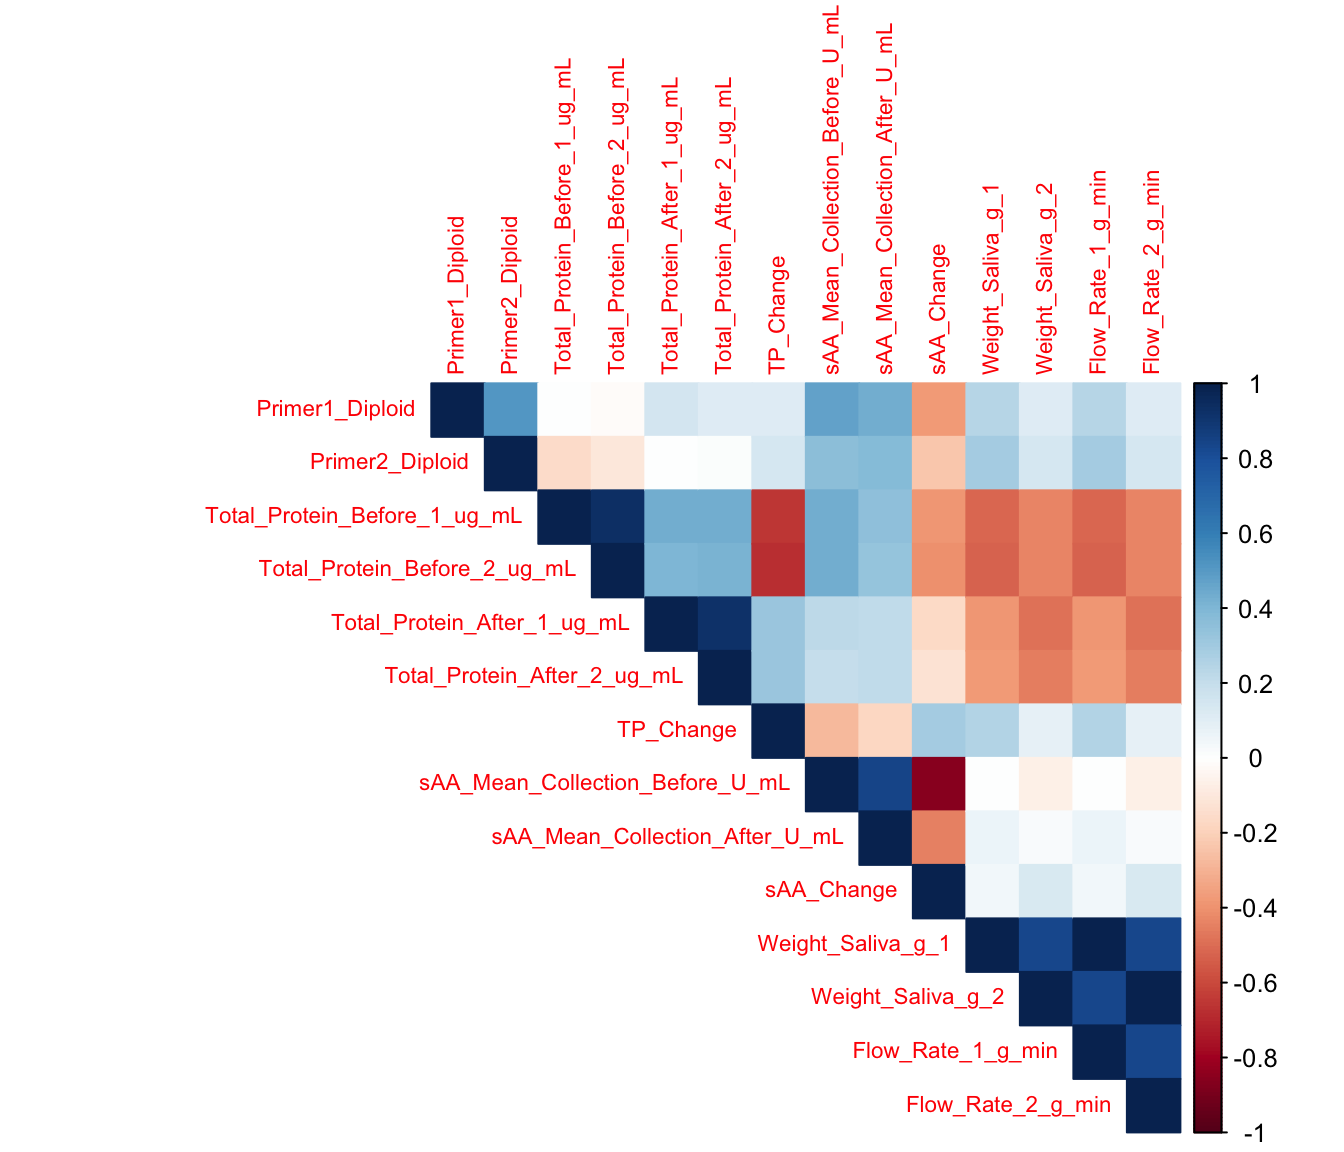 Primer1_Diploid
Primer2_Diploid
Total_Protein_Before_1_ug_mL
Total_Protein_Before_2_ug_mL
Total_Protein_After_1_ug_mL
Total_Protein_After_2_ug_mL
TP_Change
sAA_Mean_Collection_Before_U_mL
sAA_Mean_Collection_After_U_mL
sAA_Change
Weight_Saliva_g_1
Weight_Saliva_g_2
Flow_Rate_1_g_min
Flow_Rate_2_g_min
Primer1_Diploid
Primer2_Diploid
Total_Protein_Before_1_ug_mL
Total_Protein_Before_2_ug_mL
Total_Protein_After_1_ug_mL
Total_Protein_After_2_ug_mL
TP_Change
sAA_Mean_Collection_Before_U_mL
sAA_Mean_Collection_After_U_mL
sAA_Change
Weight_Saliva_g_1
Weight_Saliva_g_2
Flow_Rate_1_g_min
Flow_Rate_2_g_min
1
0.8
0.6
0.4
0.2
0
-0.2
-0.4
-0.6
-0.8
-1